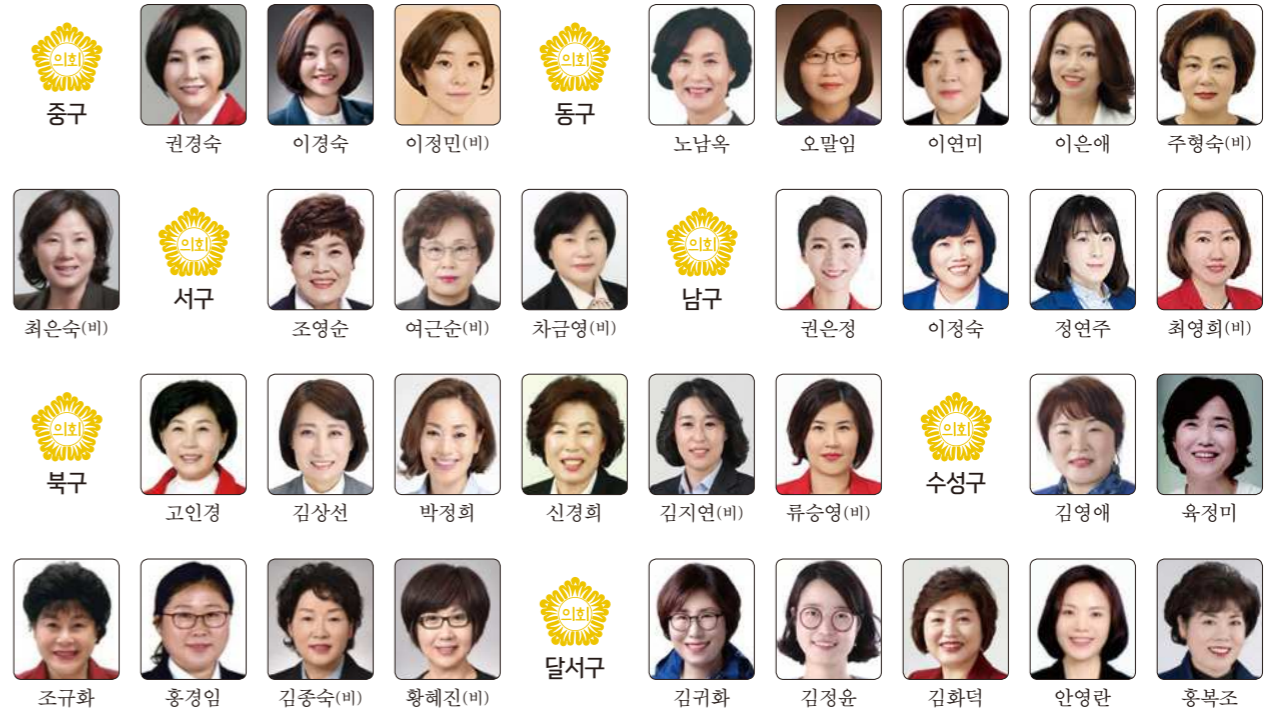 의회 의회
중구 권경숙 이경숙 이정민(비) 동구 노남옥 오말임 이연미 이은애 주형숙(비)
의회 의회
최은숙(비) 서구 조영순 여근순(비) 차금영(비) 남구 권은정 이정숙 정연주 최영희(비)
의회 의회
북구 고인경 김상선 박정희 신경희 김지연(비) 류승영(비) 수성구 김영애 육정미
의회
조규화 홍경임 김종숙(비) 황혜진(비) 달서구 김귀화 김정윤 김화덕 안영란 홍복조